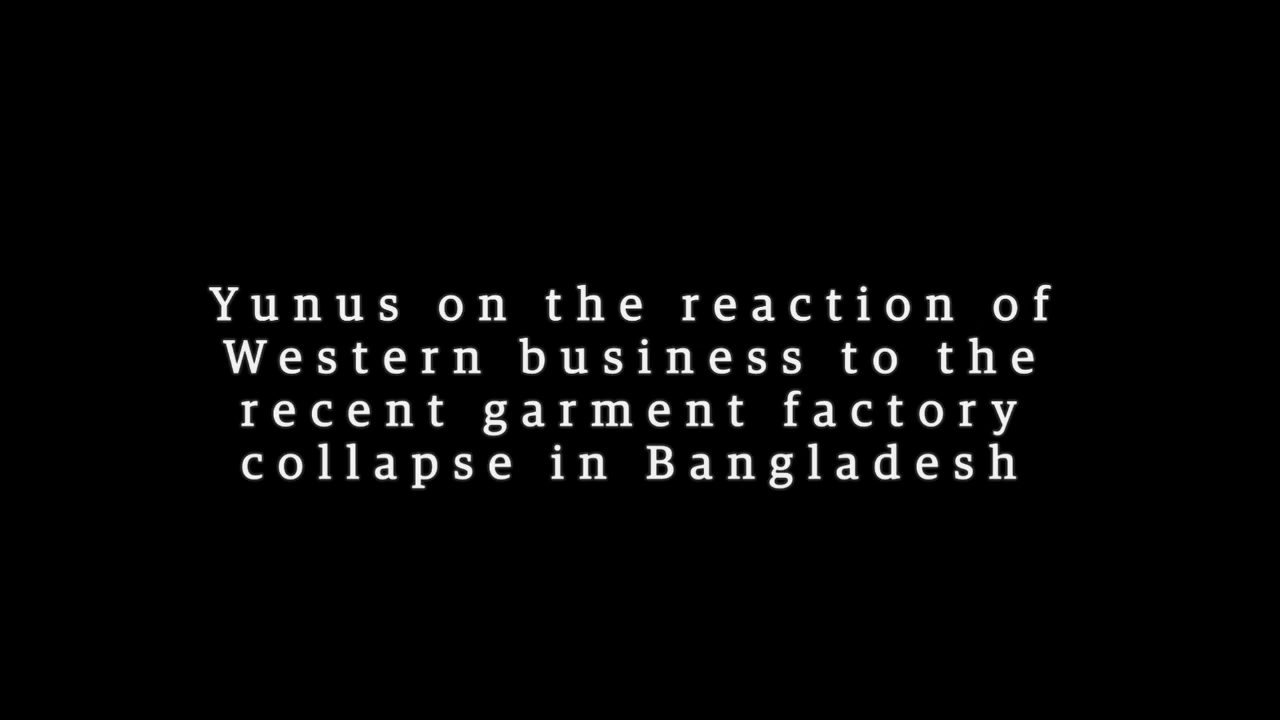 Yunus on the reaction of
Western business to the
recent garment factory
collapse in Bangladesh